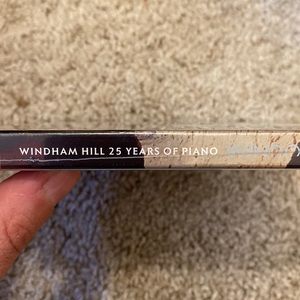 WINDHAM HILL 25 YEARS OF PIANO